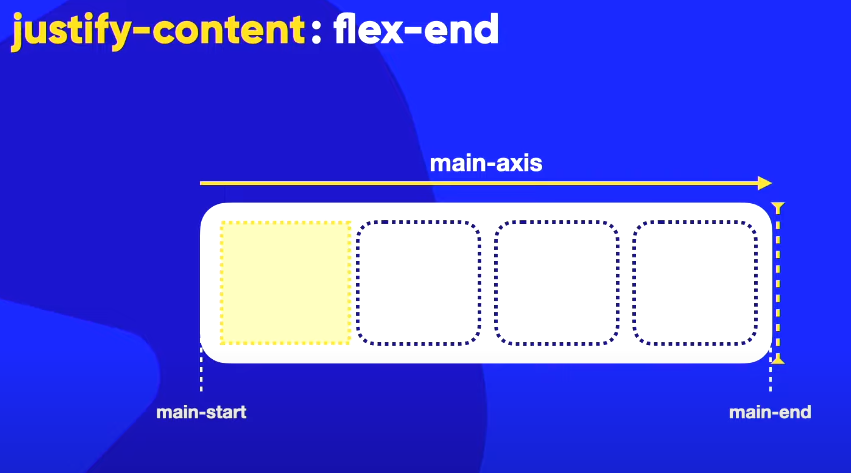 justify-content: flex-end
main-axis
main-start
main-end